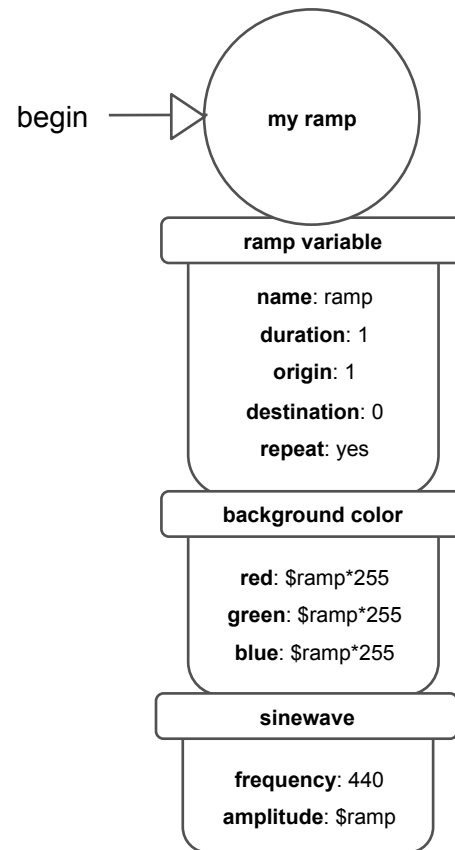 begin
my ramp
ramp variable
name: ramp
duration: 1
origin: 1
destination: 0
repeat: yes
background color
red: $ramp*255
green: $ramp*255
blue: $ramp*255
sinewave
frequency: 440
amplitude: $ramp